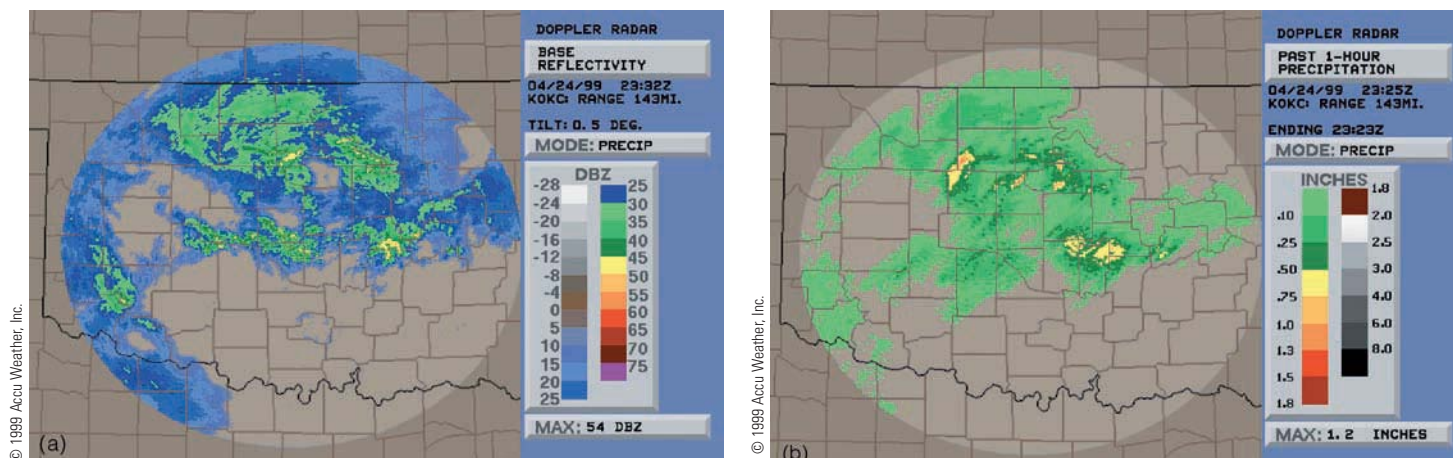 © 1999 Accu Weather, Inc.
(a)
DOPPLER RADAR
BASE
REFLECTIVITY
04/24/99 23:32Z
KOKC: RANGE 143MI.
TILT: 0.5 DEG.
MODE: PRECIP
DBZ
-28 25
-24 30
-20 35
-16 40
-12 45
-8 50
-4 55
0 60
5 65
10 70
15 75
20
25
MAX: 54 DBZ
© 1999 Accu Weather, Inc.
(b)
DOPPLER RADAR
PAST 1-HOUR
PRECIPITATION
04/24/99 23:25Z
KOKC: RANGE 143MI.
ENDING 23:23Z
MODE: PRECIP
INCHES
.10 1.8
.25 2.0
.50 2.5
.75 3.0
1.0 4.0
1.3 6.0
1.5 8.0
1.8
MAX: 1.2 INCHES